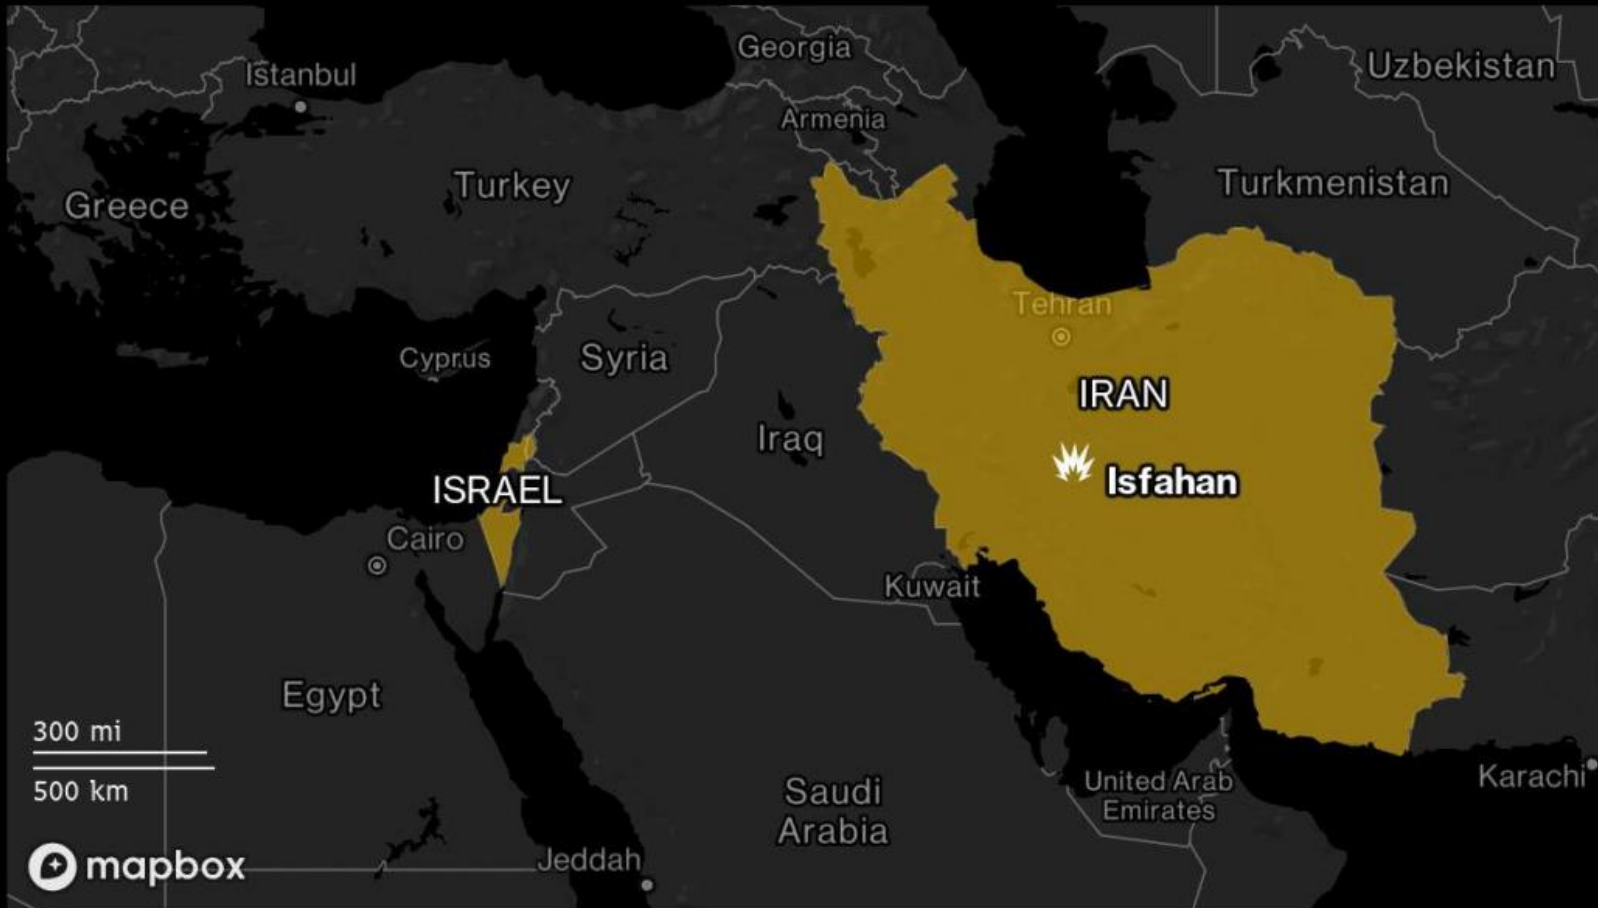 Georgia
Uzbekistan
Istanbul
Armenia
Turkey
Turkmenistan
Greece
Tehran
Cyprus
Syria
IRAN
Iraq
Isfahan
ISRAEL
Cairo
Kuwait
Egypt
300 mi
500 km
Saudi
Arabia
United Arab
Emirates
Karachi
Jeddah
mapbox